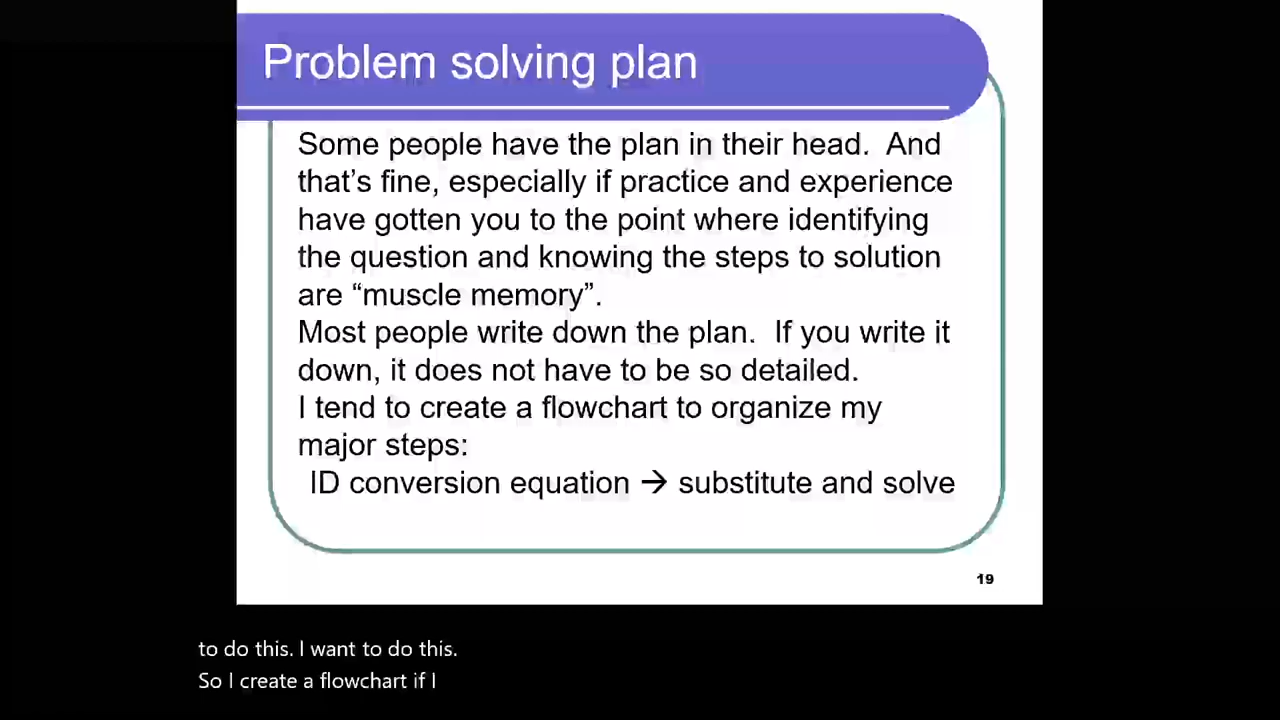 Problem solving plan
Some people have the plan in their head.  And
that’s fine, especially if practice and experience
have gotten you to the point where identifying
the question and knowing the steps to solution
are “muscle memory”.
Most people write down the plan.  If you write it
down, it does not have to be so detailed.
I tend to create a flowchart to organize my
major steps:
ID conversion equation → substitute and solve
19
to do this. I want to do this.
So I create a flowchart if I